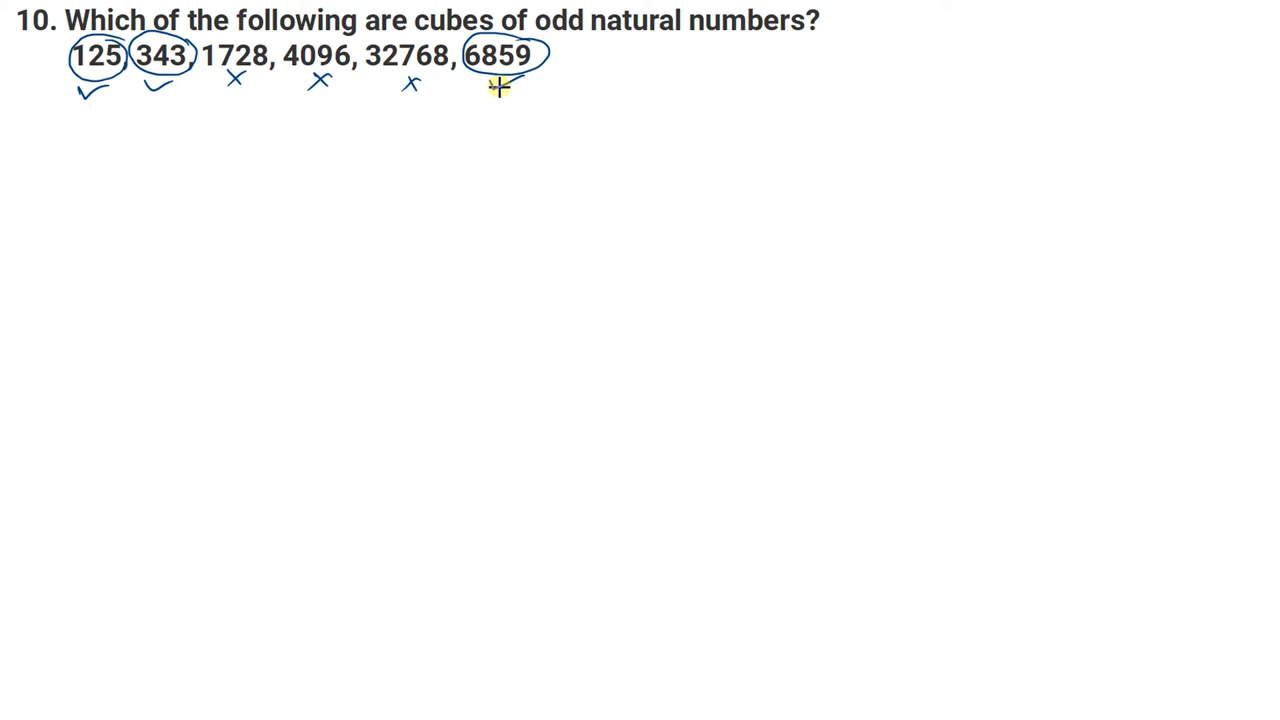 10. Which of the following are cubes of odd natural numbers?
125, 343, 1728, 4096, 32768, 6859